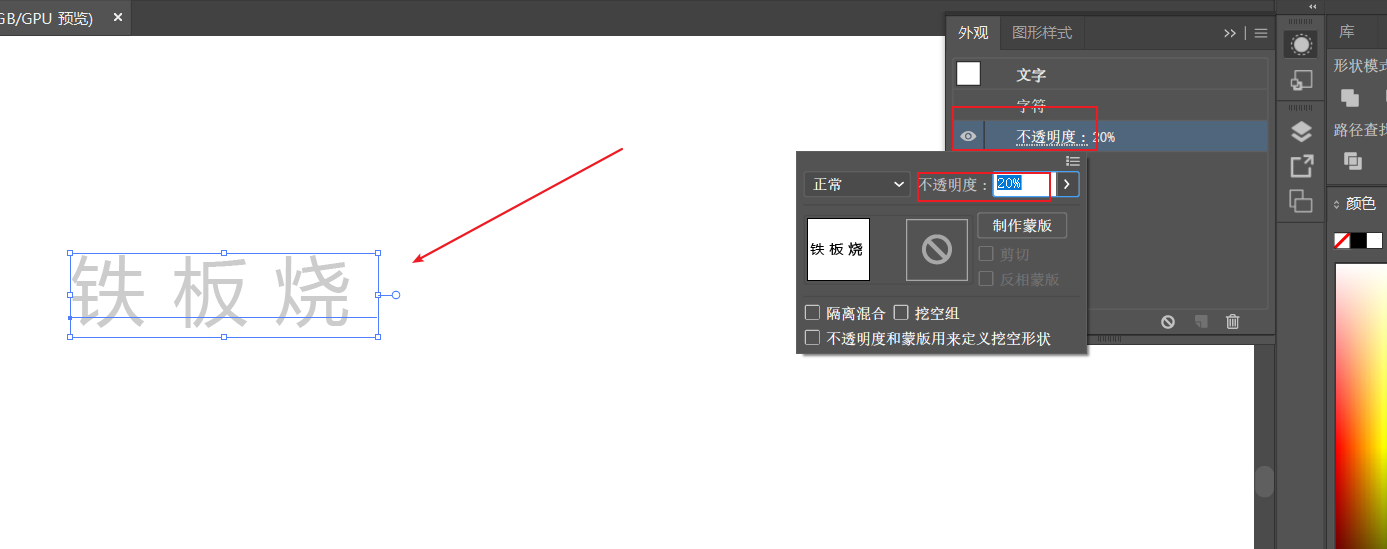 GB/GPU 预览)
外观 图形样式
库
文字
形状模式
字符
不透明度：20%
路径查找
正常 不透明度：20%
颜色
铁板烧
制作蒙版
剪切
反相蒙版
隔离混合 挖空组
不透明度和蒙版用来定义挖空形状
铁板烧